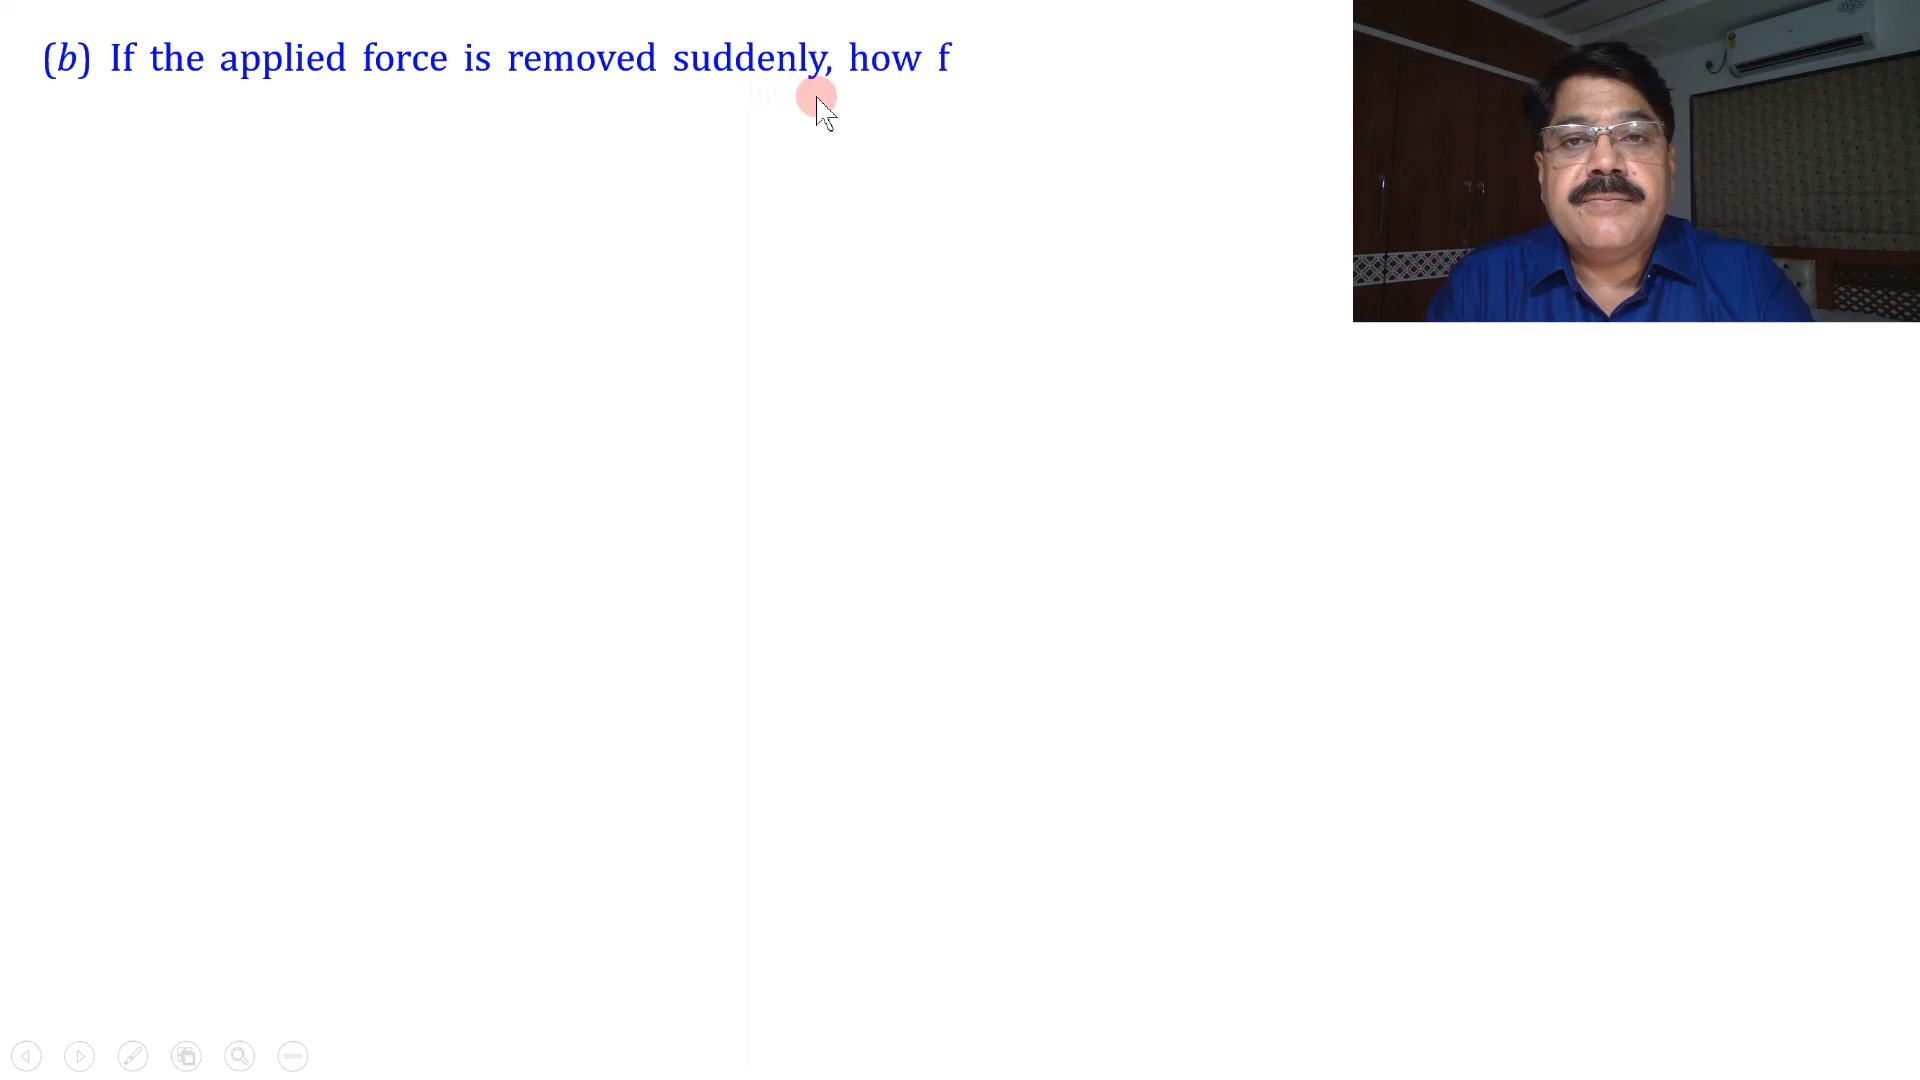 (b) If the applied force is removed suddenly, how f